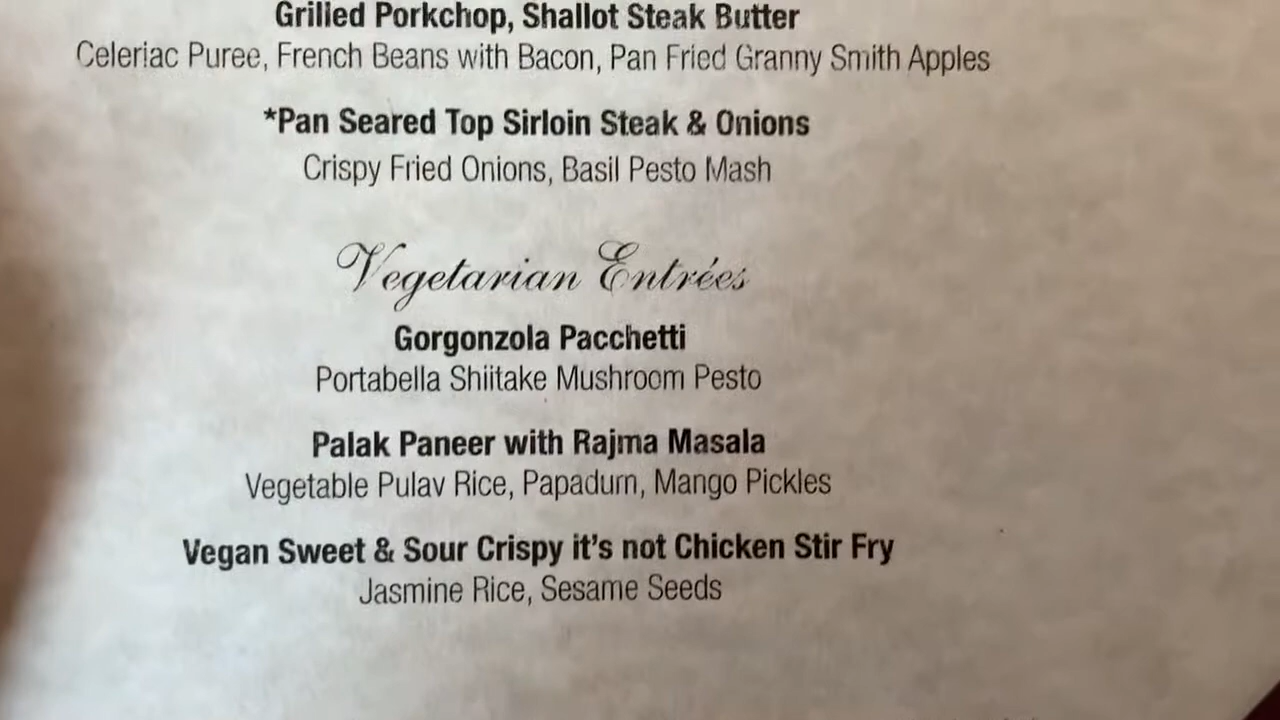 Grilled Porkchop, Shallot Steak Butter
Celeriac Puree, French Beans with Bacon, Pan Fried Granny Smith Apples
*Pan Seared Top Sirloin Steak & Onions
Crispy Fried Onions, Basil Pesto Mash
Vegetarian Entrées
Gorgonzola Pacchetti
Portabella Shiitake Mushroom Pesto
Palak Paneer with Rajma Masala
Vegetable Pulav Rice, Papadum, Mango Pickles
Vegan Sweet & Sour Crispy it's not Chicken Stir Fry
Jasmine Rice, Sesame Seeds